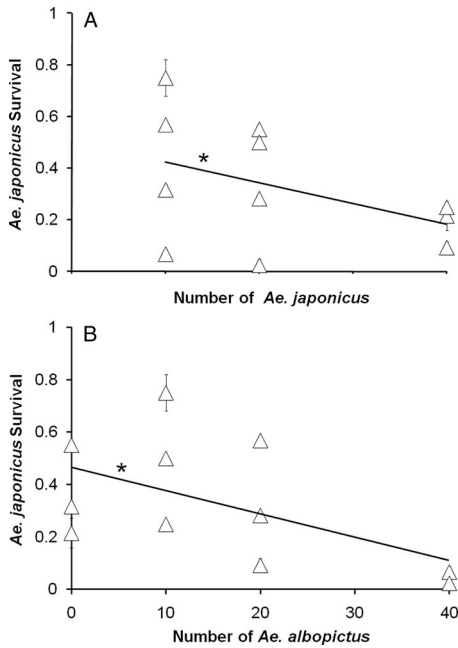 A
1
0.8
0.6
0.4
0.2
0
*
Ae. japonicus Survival
Number of Ae. japonicus
B
1
0.8
0.6
0.4
0.2
0
*
Ae. japonicus Survival
0 10 20 30 40
Number of Ae. albopictus